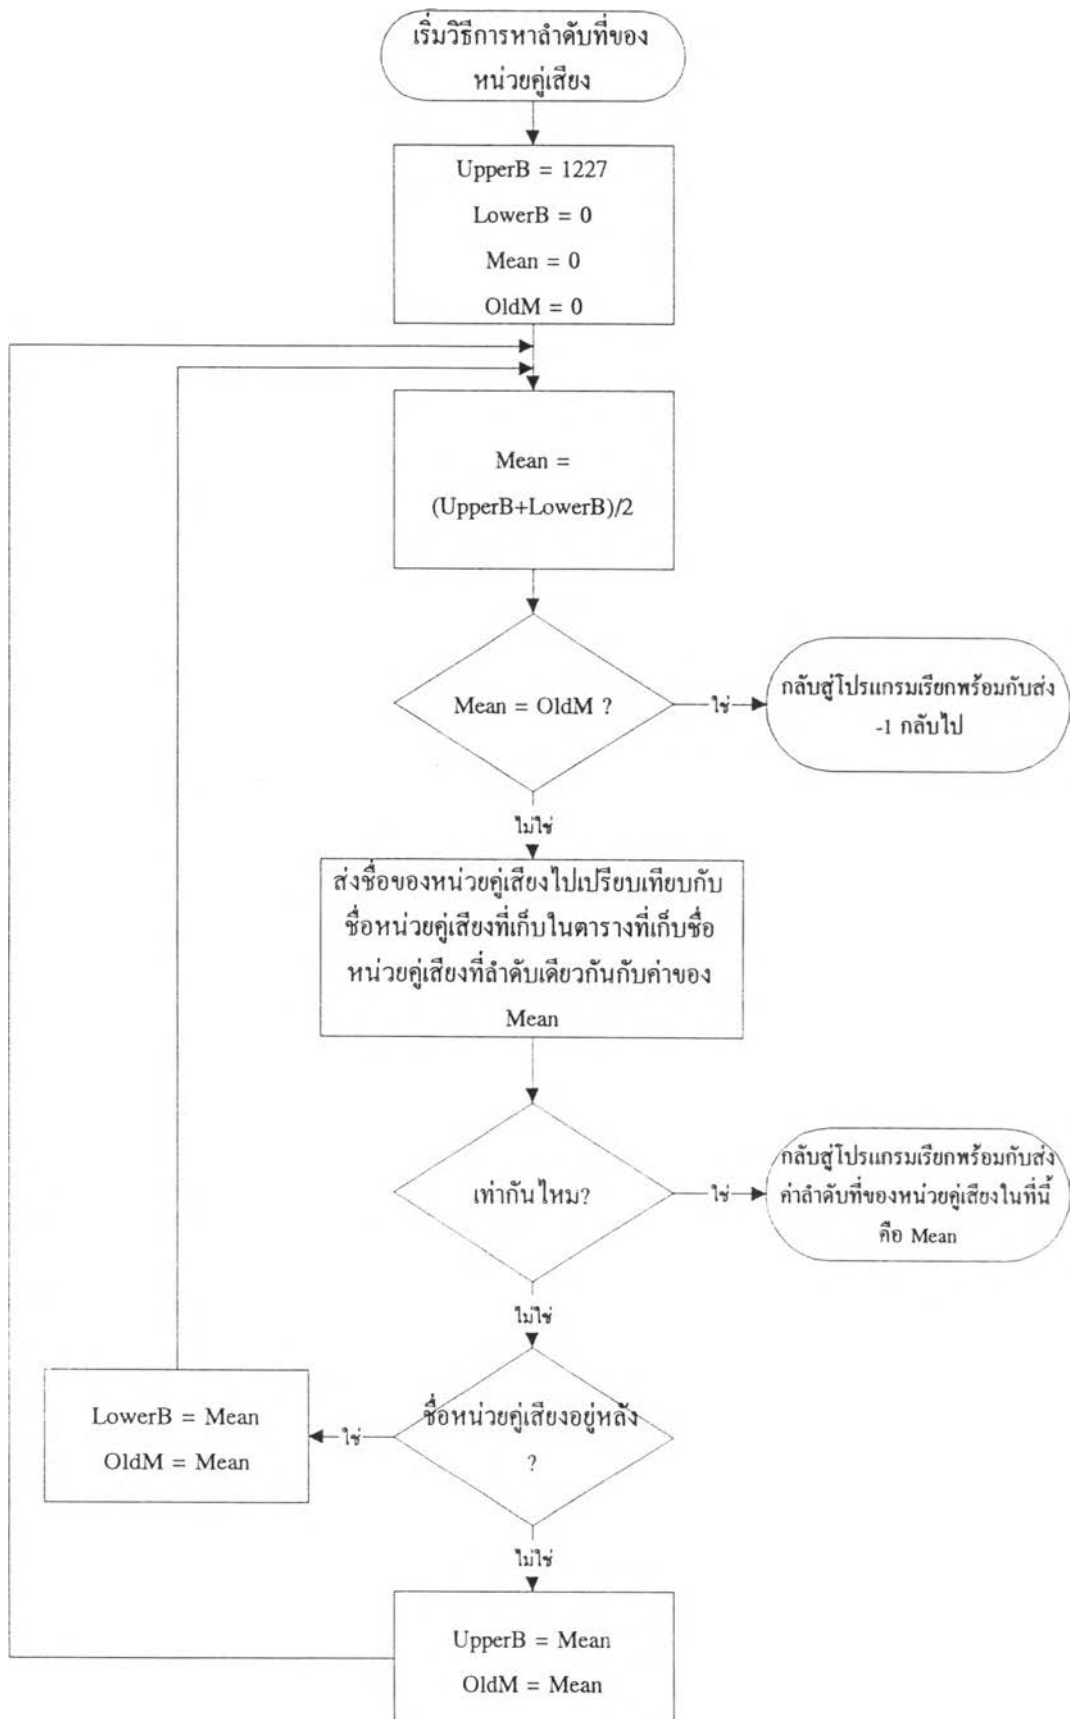 เริ่มวิธีการหาลำดับที่ของ
หน่วยคู่เสียง
UpperB = 1227
LowerB = 0
Mean = 0
OldM = 0
Mean =
(UpperB+LowerB)/2
Mean = OldM ?
ใช่
กลับสู่โปรแกรมเรียกพร้อมกับส่ง
-1 กลับไป
ไม่ใช่
ส่งชื่อของหน่วยคู่เสียงไปเปรียบเทียบกับ
ชื่อหน่วยคู่เสียงที่เก็บในตารางที่เก็บชื่อ
หน่วยคู่เสียงที่ลำดับเดียวกันกับค่าของ
Mean
เท่ากันไหม?
ใช่
กลับสู่โปรแกรมเรียกพร้อมกับส่ง
ค่าลำดับที่ของหน่วยคู่เสียงในที่นี้
คือ Mean
ไม่ใช่
ชื่อหน่วยคู่เสียงอยู่หลัง
?
ใช่
LowerB = Mean
OldM = Mean
ไม่ใช่
UpperB = Mean
OldM = Mean